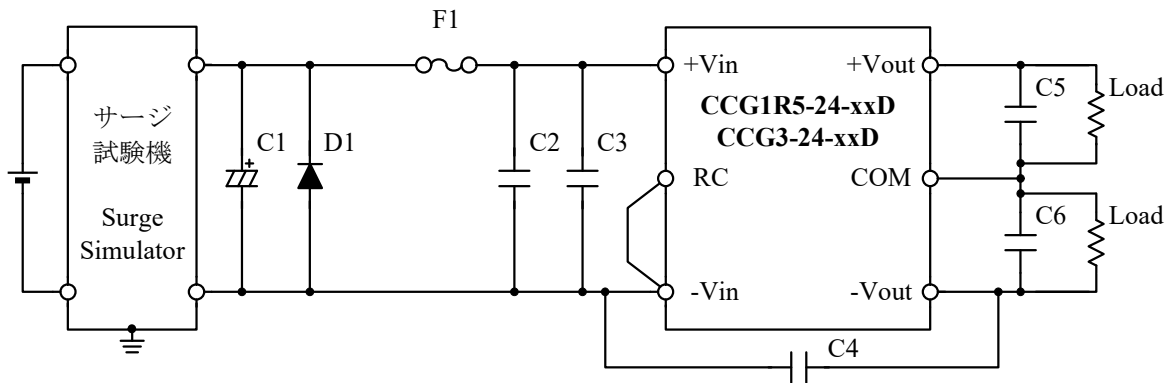 F1
サージ
試験機
Surge
Simulator
C1
+
D1
C2
C3
+Vin
+Vout
CCG1R5-24-xxD
CCG3-24-xxD
RC
COM
-Vin
-Vout
C5
Load
C6
Load
C4